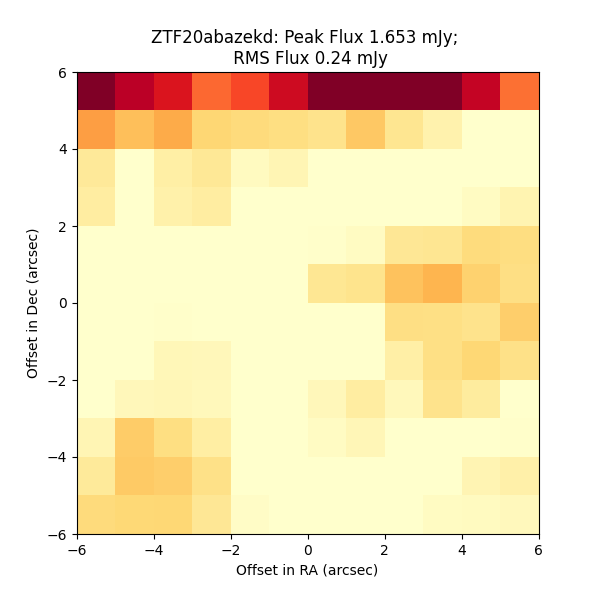 ZTF20abazekd: Peak Flux 1.653 mJy;
RMS Flux 0.24 mJy
6
4
2
0
−2
−4
−6
Offset in Dec (arcsec)
−6 −4 −2 0 2 4 6
Offset in RA (arcsec)